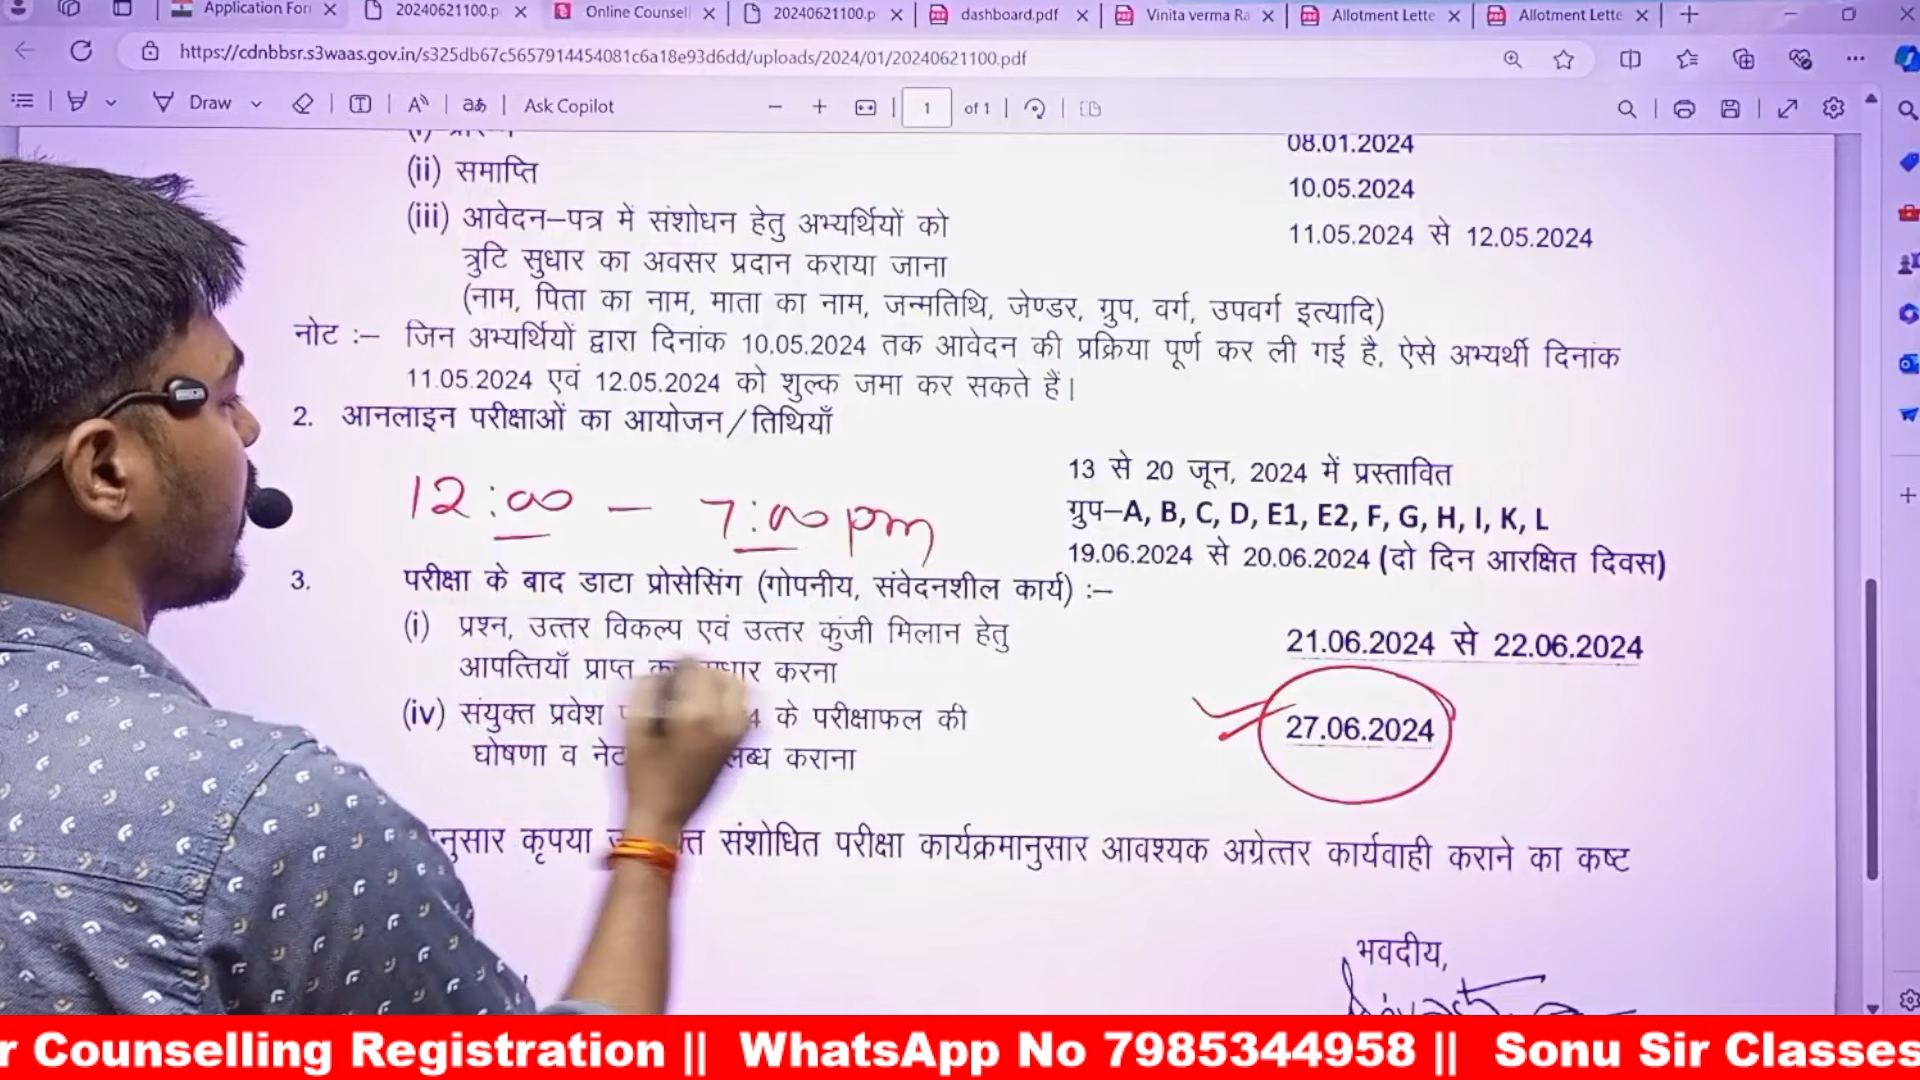 Application For
20240621100.p
Online Counsel
20240621100.p
dashboard.pdf
Vinita verma Ra
Allotment Lette
Allotment Lette
https://cdnbbsr.s3waas.gov.in/s325db67c5657914454081c6a18e93d6dd/uploads/2024/01/20240621100.pdf
Draw
Ask Copilot
1 of 1
08.01.2024
(ii) समाप्ति 10.05.2024
(iii) आवेदन–पत्र में संशोधन हेतु अभ्यर्थियों को 11.05.2024 से 12.05.2024
त्रुटि सुधार का अवसर प्रदान कराया जाना
(नाम, पिता का नाम, माता का नाम, जन्मतिथि, जेण्डर, ग्रुप, वर्ग, उपवर्ग इत्यादि)
नोट :– जिन अभ्यर्थियों द्वारा दिनांक 10.05.2024 तक आवेदन की प्रक्रिया पूर्ण कर ली गई है, ऐसे अभ्यर्थी दिनांक
11.05.2024 एवं 12.05.2024 को शुल्क जमा कर सकते हैं।
2. आनलाइन परीक्षाओं का आयोजन/तिथियाँ
13 से 20 जून, 2024 में प्रस्तावित
12:00 – 7:00 pm
ग्रुप–A, B, C, D, E1, E2, F, G, H, I, K, L
19.06.2024 से 20.06.2024 (दो दिन आरक्षित दिवस)
3. परीक्षा के बाद डाटा प्रोसेसिंग (गोपनीय, संवेदनशील कार्य) :–
(i) प्रश्न, उत्तर विकल्प एवं उत्तर कुंजी मिलान हेतु 21.06.2024 से 22.06.2024
आपत्तियाँ प्राप्त करना
(iv) संयुक्त प्रवेश के परीक्षाफल की 27.06.2024
घोषणा व कराना
कृपया संशोधित परीक्षा कार्यक्रमानुसार आवश्यक अग्रेत्तर कार्यवाही कराने का कष्ट
भवदीय,
r Counselling Registration || WhatsApp No 7985344958 || Sonu Sir Classes